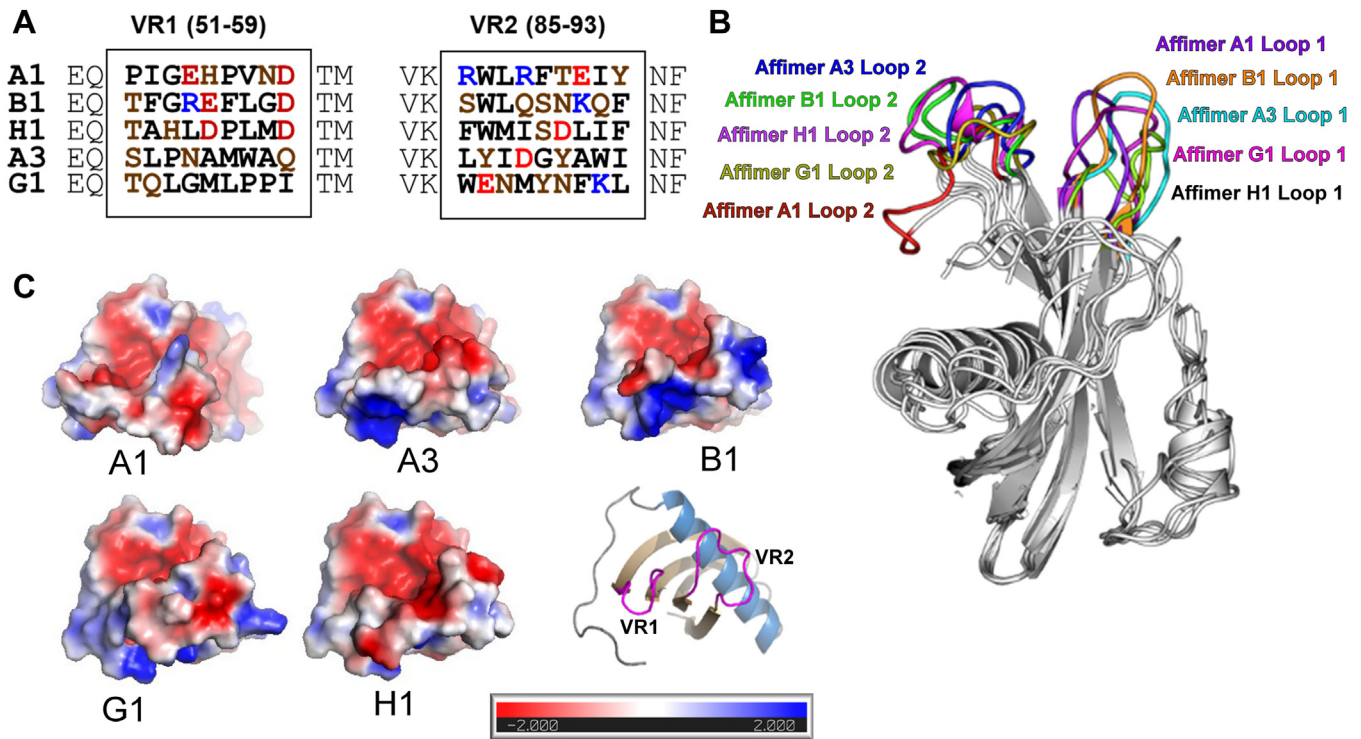 A
VR1 (51-59) VR2 (85-93)
A1 EQ PIGEHPVND TM VK RWLRFTEIY NF
B1 EQ TFGREFLGD TM VK SWLQSNKQF NF
H1 EQ TAHLDPLMD TM VK FWMISDLIF NF
A3 EQ SLPNAMWAQ TM VK LYIDGYAWI NF
G1 EQ TQLGMLPPI TM VK WENMYNFKL NF
B
Affimer A3 Loop 2
Affimer B1 Loop 2
Affimer H1 Loop 2
Affimer G1 Loop 2
Affimer A1 Loop 2
Affimer A1 Loop 1
Affimer B1 Loop 1
Affimer A3 Loop 1
Affimer G1 Loop 1
Affimer H1 Loop 1
C
A1
A3
B1
G1
H1
VR1
VR2
-2.000 2.000